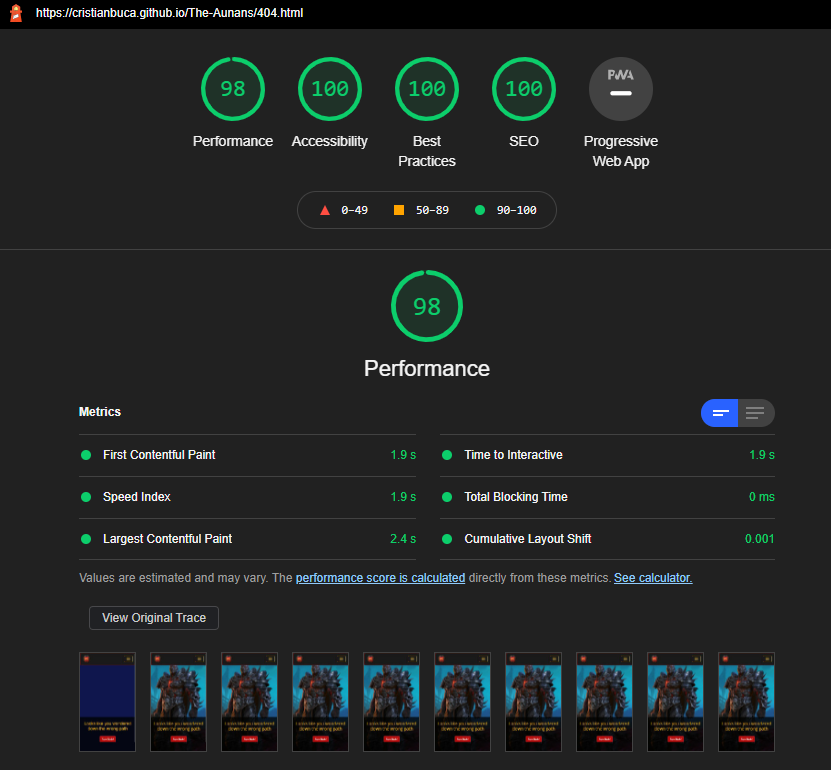 https://cristianbuca.github.io/The-Aunans/404.html
98
100
100
100
PWA
Performance
Accessibility
Best
Practices
SEO
Progressive
Web App
0–49
50–89
90–100
98
Performance
Metrics
First Contentful Paint
1.9 s
Time to Interactive
1.9 s
Speed Index
1.9 s
Total Blocking Time
0 ms
Largest Contentful Paint
2.4 s
Cumulative Layout Shift
0.001
Values are estimated and may vary. The performance score is calculated directly from these metrics. See calculator.
View Original Trace